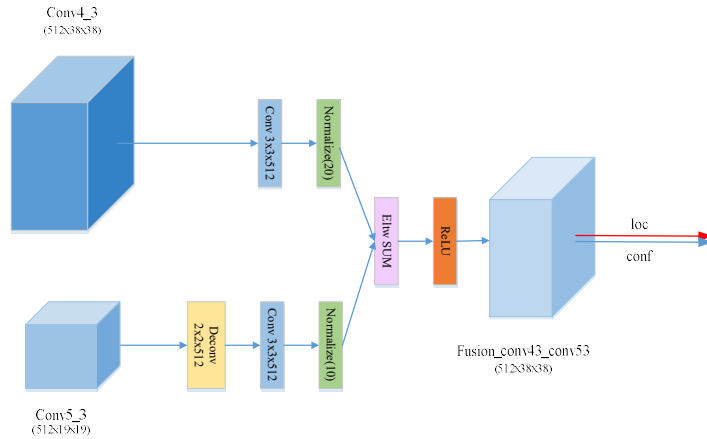 Conv4_3
(512x38x38)
Conv 3x3x512
Normalize(20)
Eltw SUM
ReLU
loc
conf
Fusion_conv43_conv53
(512x38x38)
Deconv
2x2x512
Conv 3x3x512
Normalize(10)
Conv5_3
(512x19x19)